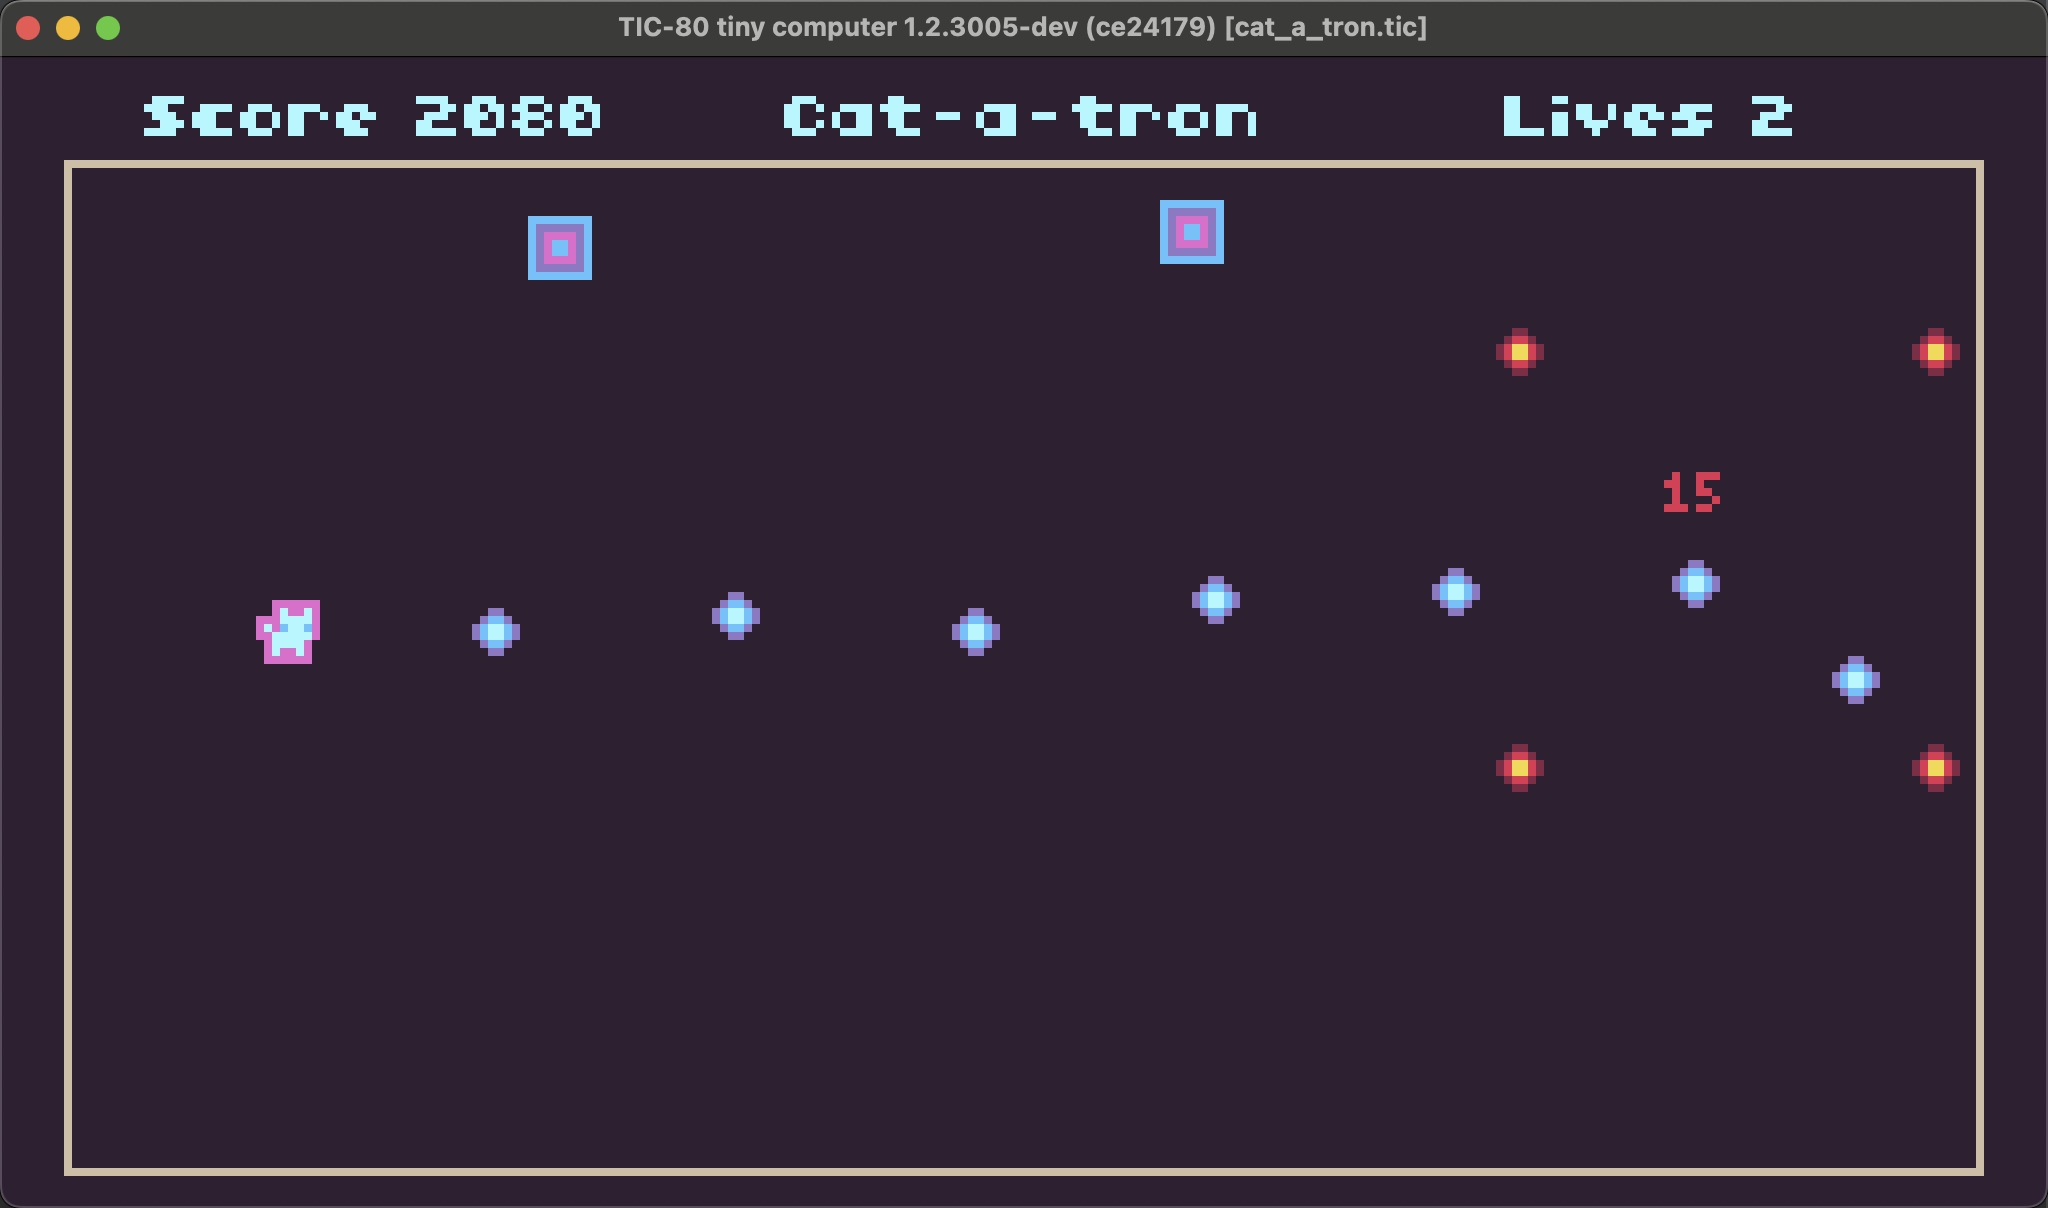 TIC-80 tiny computer 1.2.3005-dev (ce24179) [cat_a_tron.tic]
Score 2080 Cat-a-tron Lives 2
15